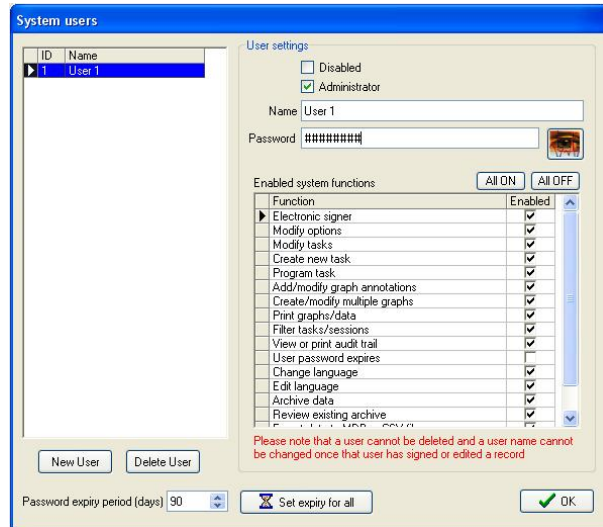 System users
ID Name
1 User 1
User settings
Disabled
Administrator
Name User 1
Password ########
Enabled system functions All ON All OFF
Function Enabled
Electronic signer
Modify options
Modify tasks
Create new task
Program task
Add/modify graph annotations
Create/modify multiple graphs
Print graphs/data
Filter tasks/sessions
View or print audit trail
User password expires
Change language
Edit language
Archive data
Review existing archive
Please note that a user cannot be deleted and a user name cannot
be changed once that user has signed or edited a record
New User Delete User
Password expiry period (days) 90 Set expiry for all OK